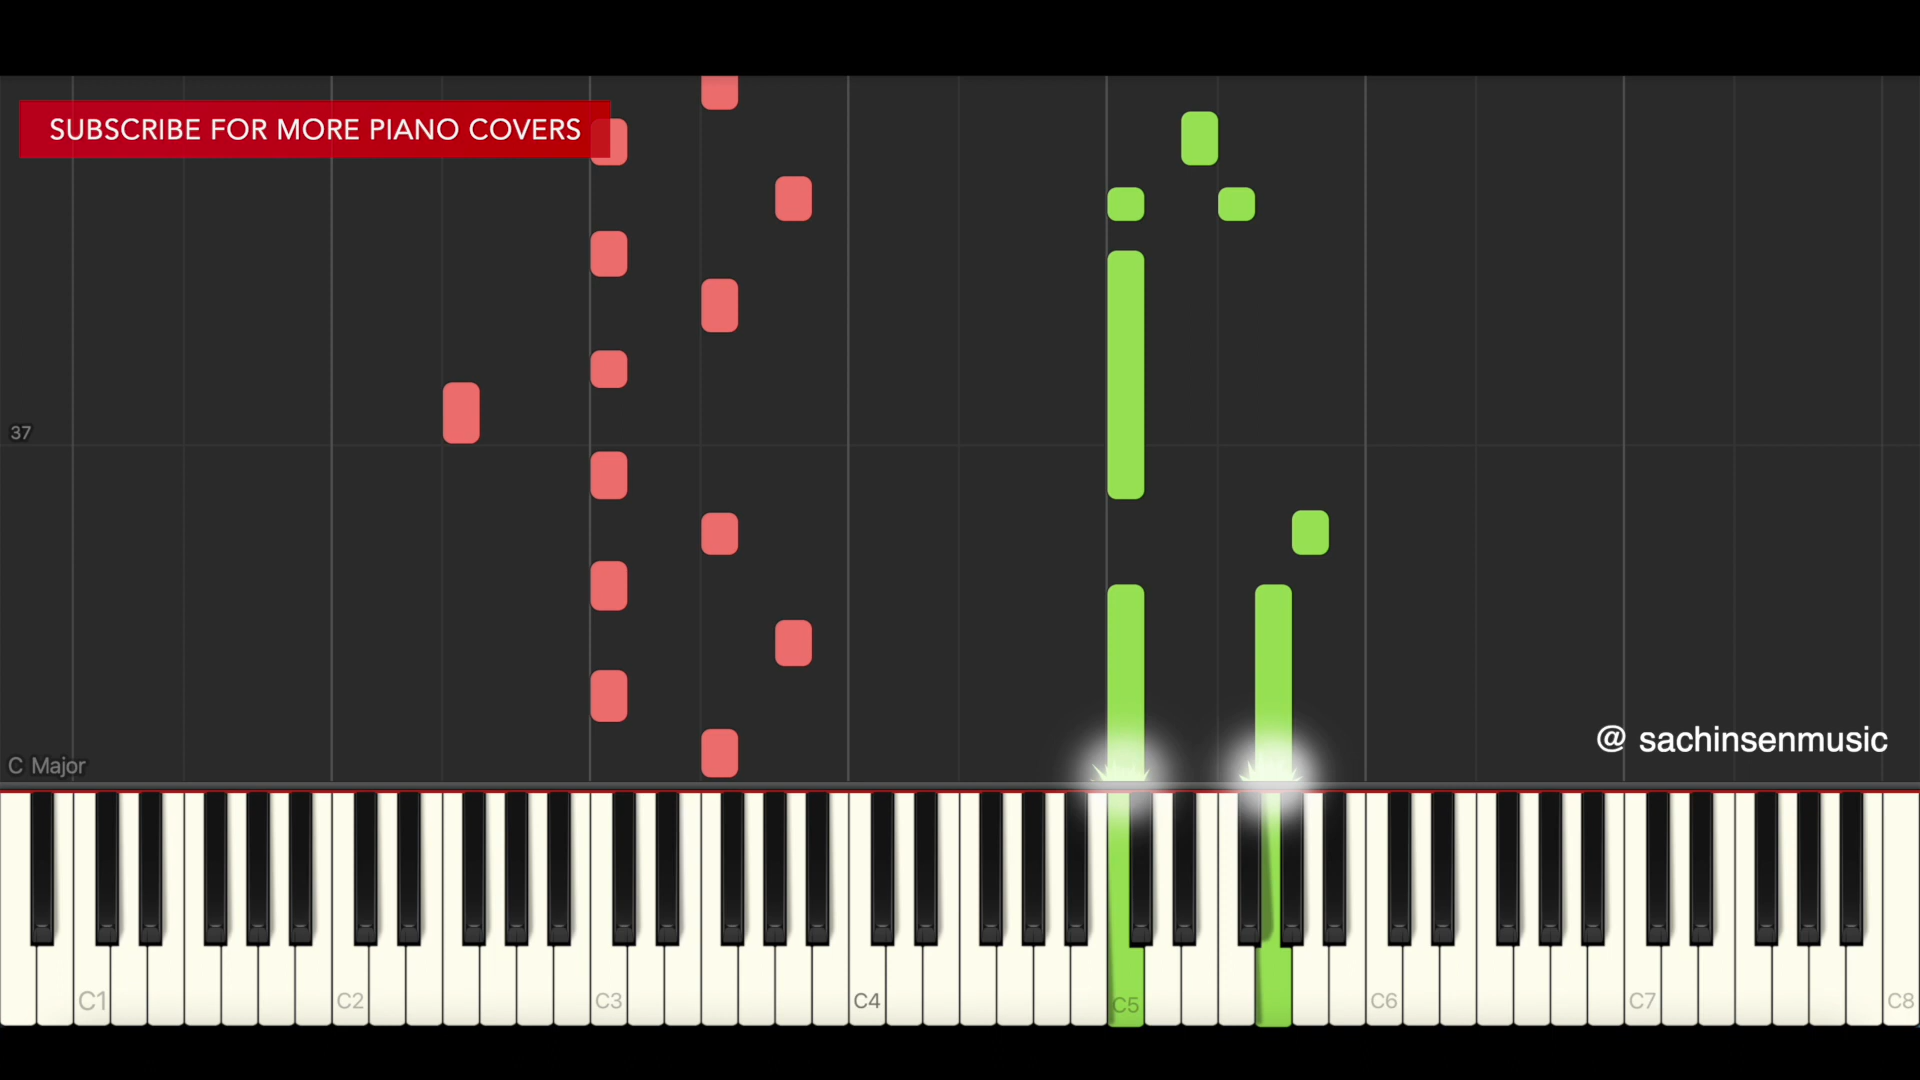 SUBSCRIBE FOR MORE PIANO COVERS
37
@ sachinsenmusic
C Major
C1
C2
C3
C4
C5
C6
C7
C8